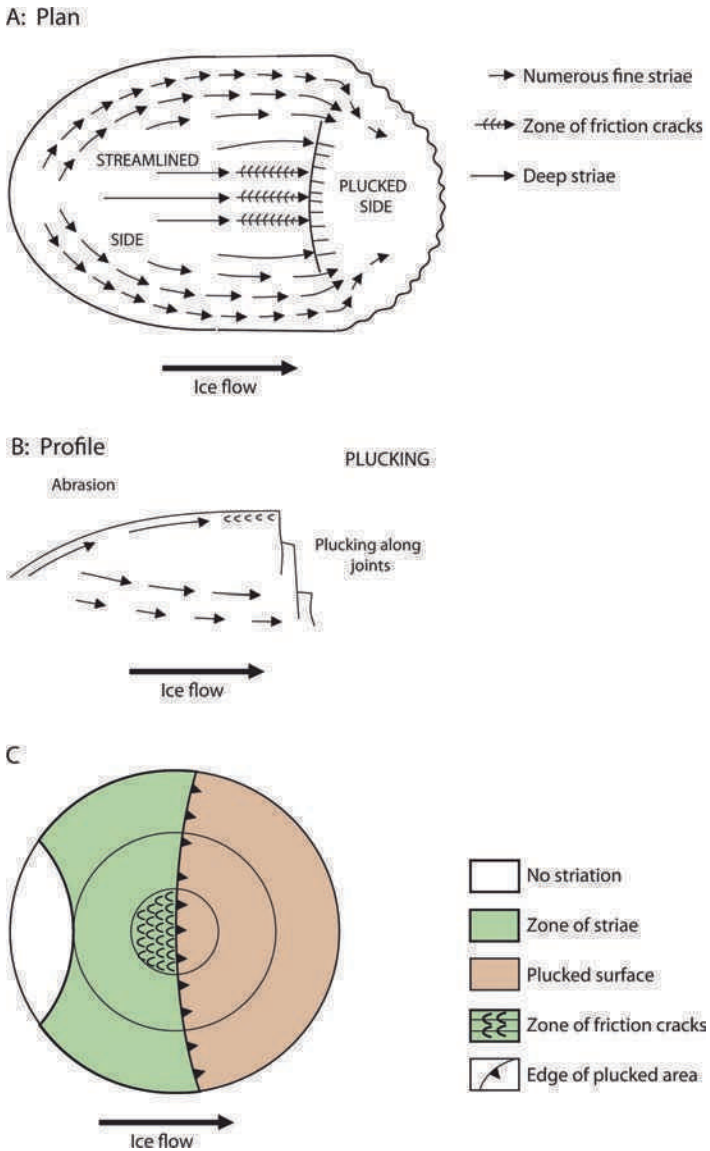 A: Plan
Numerous fine striae
Zone of friction cracks
Deep striae
STREAMLINED
SIDE
PLUCKED
SIDE
Ice flow
B: Profile
PLUCKING
Abrasion
Plucking along
joints
Ice flow
C
No striation
Zone of striae
Plucked surface
Zone of friction cracks
Edge of plucked area
Ice flow